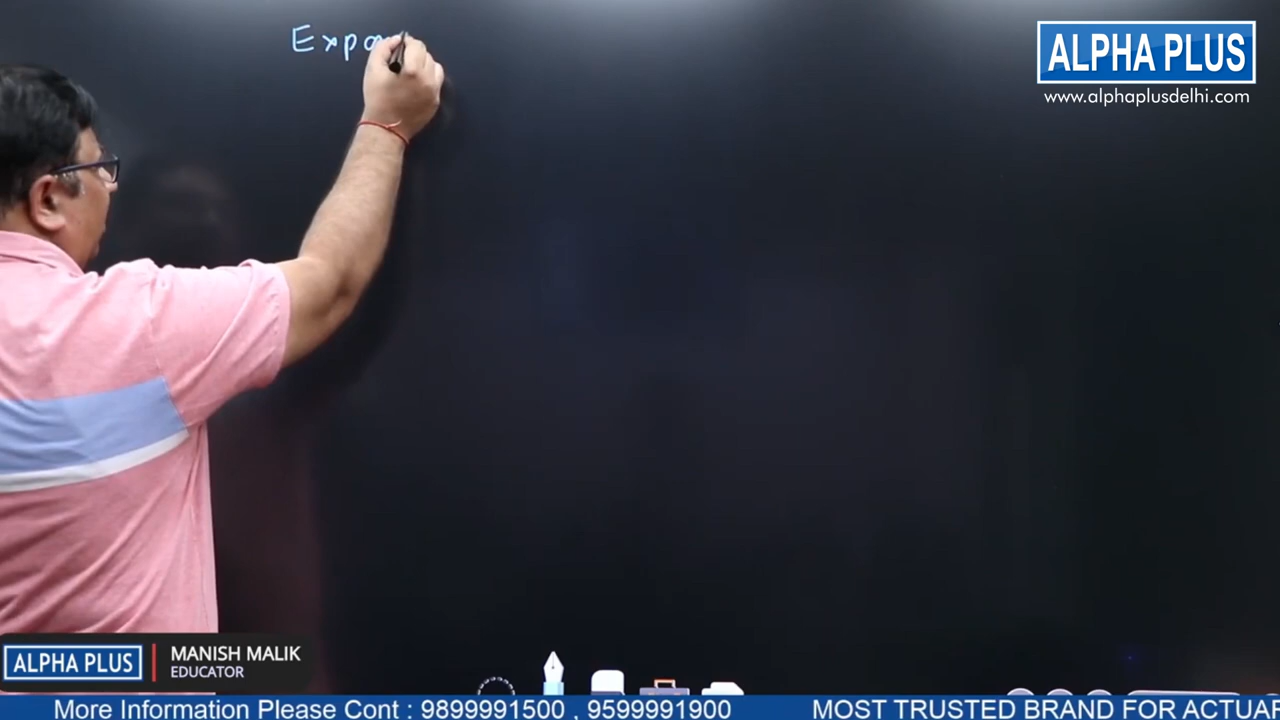 Expo
ALPHA PLUS
www.alphaplusdelhi.com
ALPHA PLUS
MANISH MALIK
EDUCATOR
More Information Please Cont : 9899991500 , 9599991900 MOST TRUSTED BRAND FOR ACTUAR